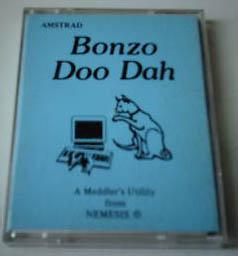 AMSTRAD
Bonzo
Doo Dah
A Meddler's Utility
from
NEMESIS ©